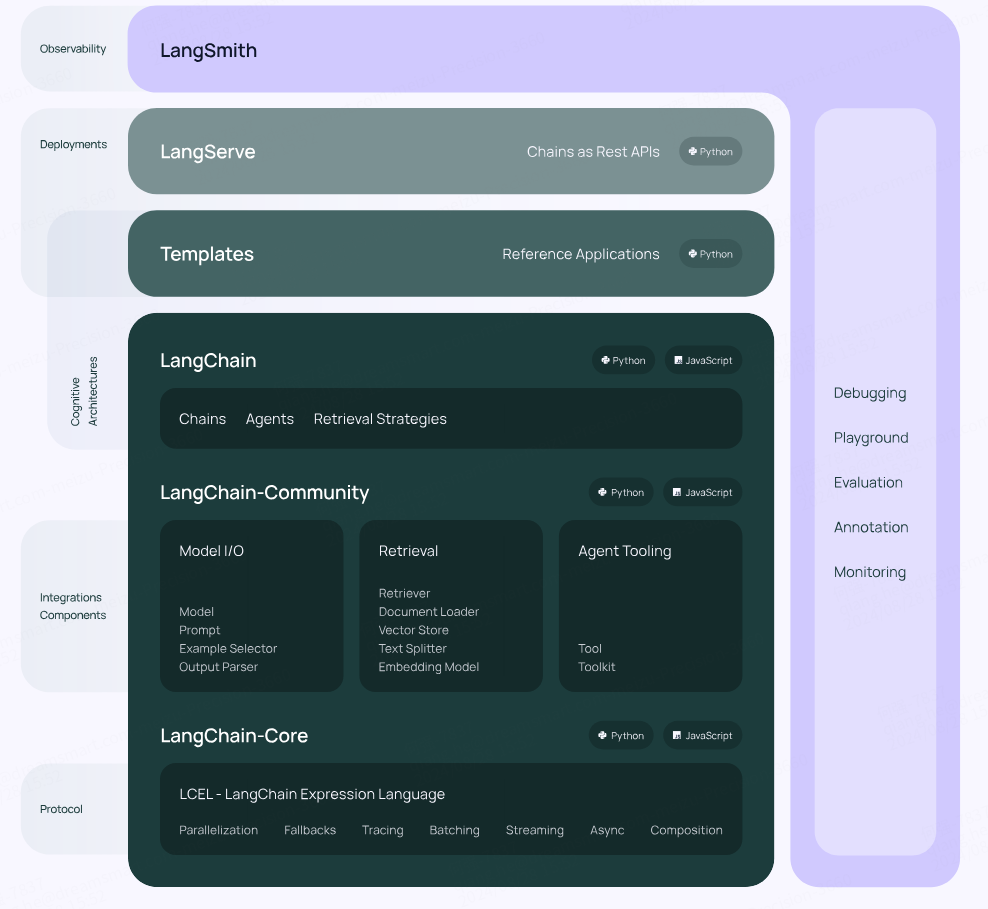 Observability
LangSmith
Deployments
LangServe
Chains as Rest APIs
Python
Templates
Reference Applications
Python
Cognitive
Architectures
LangChain
Python
JavaScript
Chains Agents Retrieval Strategies
LangChain-Community
Python
JavaScript
Integrations
Components
Model I/O
Model
Prompt
Example Selector
Output Parser
Retrieval
Retriever
Document Loader
Vector Store
Text Splitter
Embedding Model
Agent Tooling
Tool
Toolkit
LangChain-Core
Python
JavaScript
Protocol
LCEL - LangChain Expression Language
Parallelization Fallbacks Tracing Batching Streaming Async Composition
Debugging
Playground
Evaluation
Annotation
Monitoring